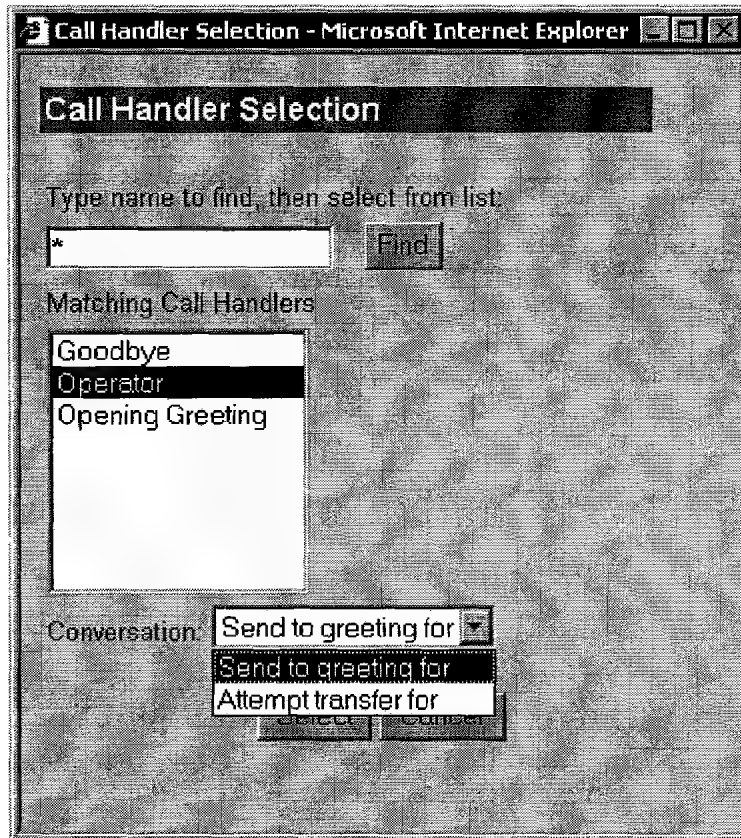 Call Handler Selection - Microsoft Internet Explorer
Call Handler Selection
Type name to find, then select from list:
*
Find
Matching Call Handlers
Goodbye
Operator
Opening Greeting
Conversation: Send to greeting for
Send to greeting for
Attempt transfer for
Select Cancel